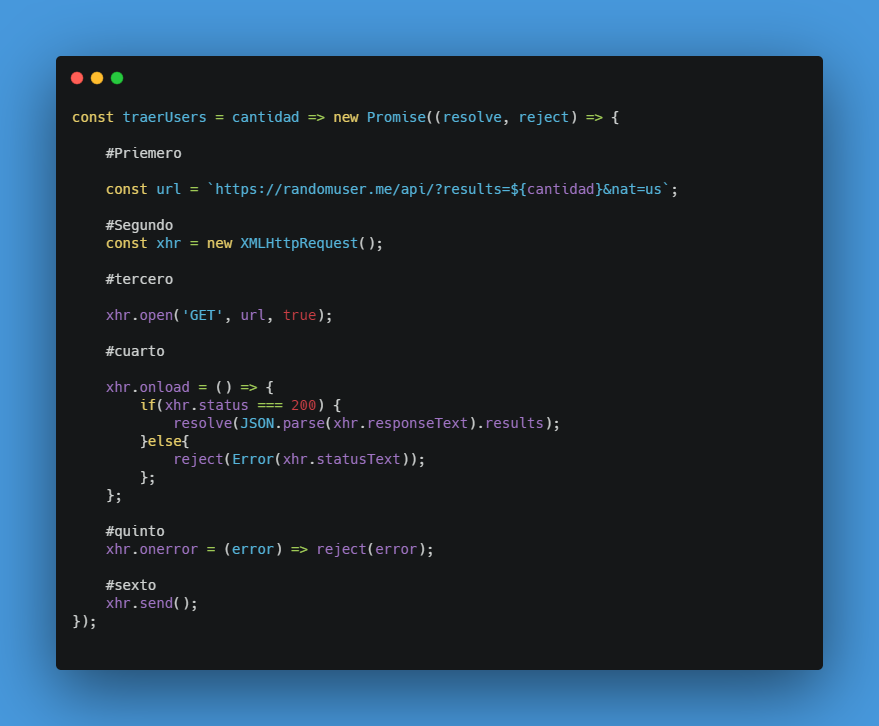 const traerUsers = cantidad => new Promise((resolve, reject) => {
#Priemero
const url = `https://randomuser.me/api/?results=${cantidad}&nat=us`;
#Segundo
const xhr = new XMLHttpRequest();
#tercero
xhr.open('GET', url, true);
#cuarto
xhr.onload = () => {
if(xhr.status === 200) {
resolve(JSON.parse(xhr.responseText).results);
}else{
reject(Error(xhr.statusText));
};
};
#quinto
xhr.onerror = (error) => reject(error);
#sexto
xhr.send();
});